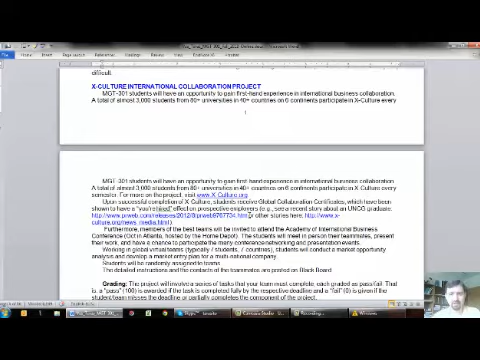 difficult.
X-CULTURE INTERNATIONAL COLLABORATION PROJECT
MGT-301 students will have an opportunity to gain first-hand experience in international business collaboration.
A total of almost 3,000 students from 80+ universities in 40+ countries on 6 continents participate in X-Culture every
1
MGT-301 students will have an opportunity to gain first-hand experience in international business collaboration.
A total of almost 3,000 students from 80+ universities in 40+ countries on 6 continents participate in X-Culture every
semester. For more on the project, visit www.X-Culture.org
Upon successful completion of X-Culture, students receive Global Collaboration Certificates, which have been
shown to have a "you're hired" effect on prospective employers (e.g., see a recent story about an UNCG graduate:
http://www.prweb.com/releases/2012/8/prweb9767734.htm or other stories here: http://www.x-
culture.org/news_media.html).
Furthermore, members of the best teams will be invited to attend the Academy of International Business
Conference (Oct in Atlanta, hosted by the Home Depot). The students will meet in person their teammates, present
their work, and have a chance to participate the many conference networking and presentation events.
Working in global virtual teams (typically 7 students, 7 countries), students will conduct a market opportunity
analysis and develop a market entry plan for a multi-national company.
Students will be randomly assigned to teams.
The detailed instructions and the contacts of the teammates are posted on Black Board
Grading: The project will involve a series of tasks that your team must complete, each graded as pass/fail. That
is, a "pass" (100) is awarded if the task is completed fully by the respective deadline and a "fail" (0) is given if the
student/team misses the deadline or partially completes the component of the project.